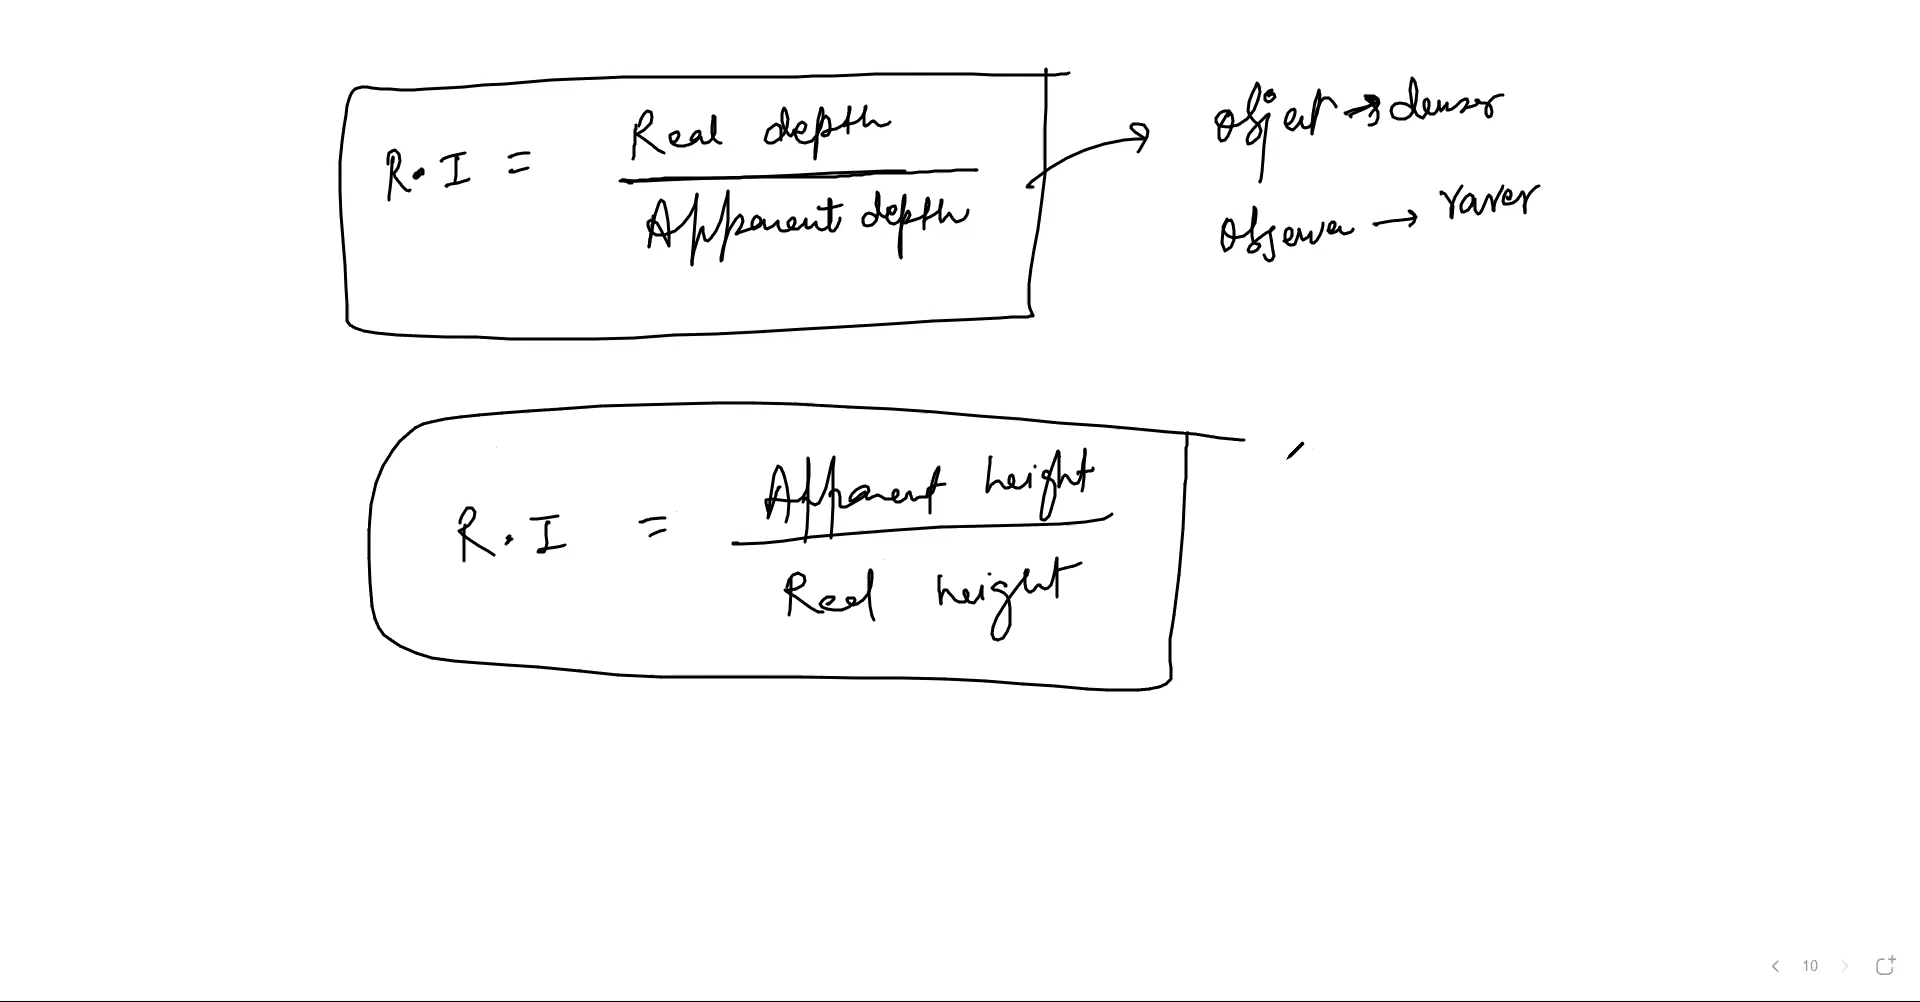 R.I = Real depth / Apparent depth
Object → denser
Observer → rarer
R.I = Apparent height / Real height
10